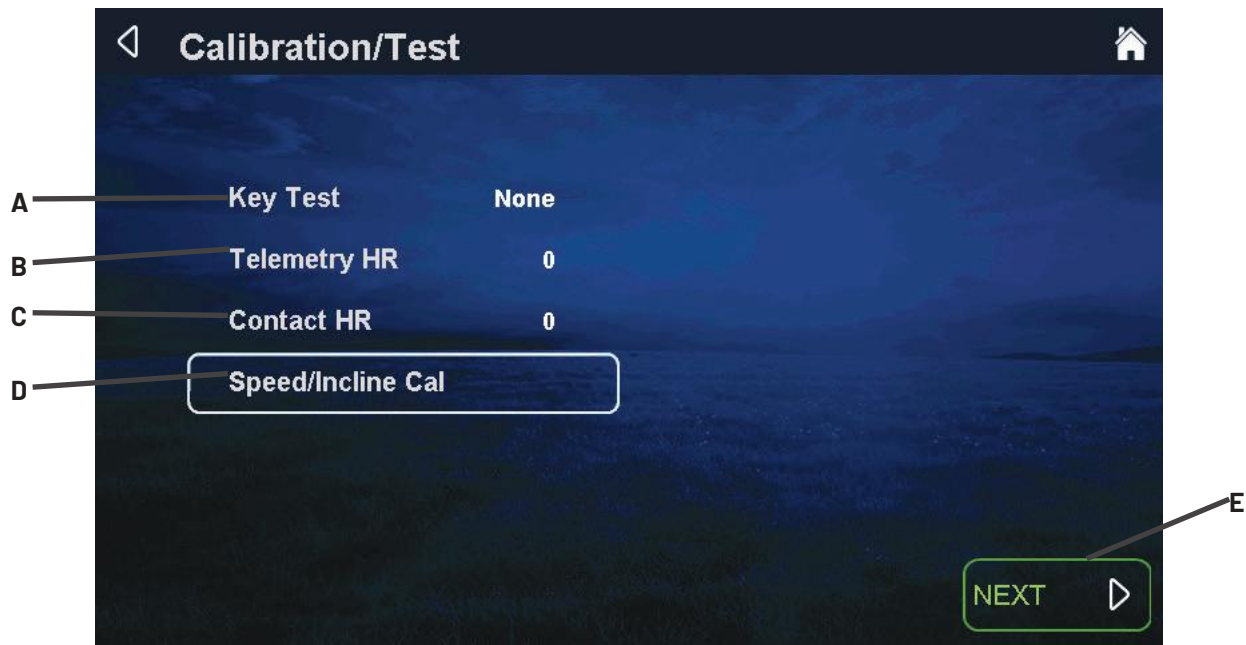 Calibration/Test
A Key Test None
B Telemetry HR 0
C Contact HR 0
D Speed/Incline Cal
E
NEXT